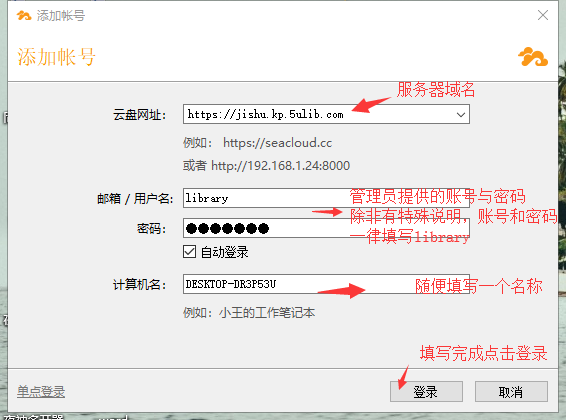 添加帐号
添加帐号
服务器域名
云盘网址： https://jishu.kp.5ulib.com
例如： https://seacloud.cc
或者 http://192.168.1.24:8000
邮箱 / 用户名： library
管理员提供的账号与密码
除非有特殊说明，账号和密码
一律填写library
密码： ●●●●●●●
自动登录
计算机名： DESKTOP-DR3P53U
随便填写一个名称
例如：小王的工作笔记本
填写完成点击登录
单点登录
登录
取消